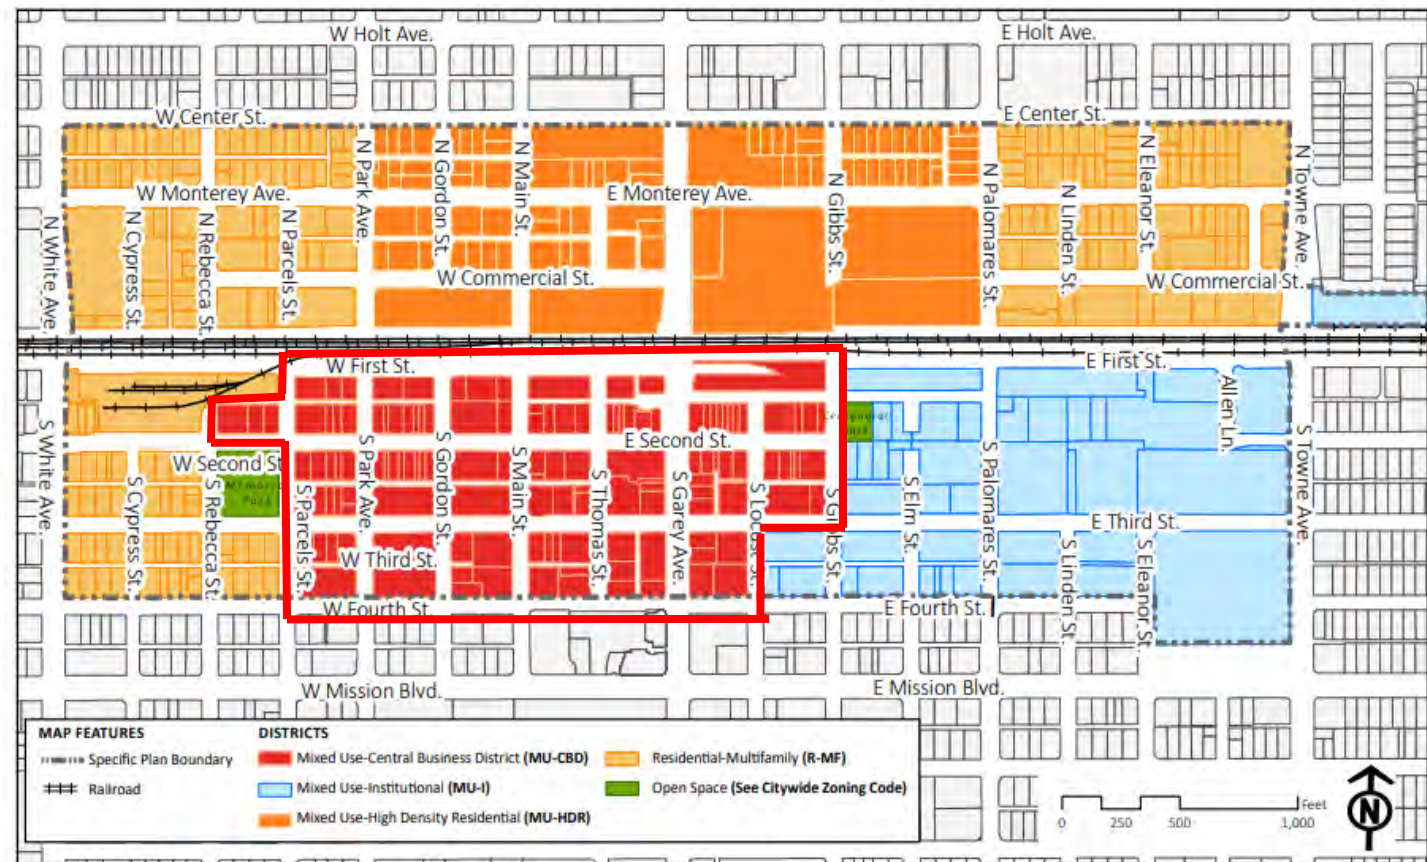 W Holt Ave.
E Holt Ave.
W Center St.
E Center St.
N White Ave.
N Cypress St.
N Rebecca St.
N Parcels St.
N Park Ave.
N Gordon St.
N Main St.
N Gibbs St.
N Palomares St.
N Linden St.
N Eleanor St.
N Towne Ave.
W Monterey Ave.
E Monterey Ave.
W Commercial St.
W Commercial St.
W First St.
E First St.
Allen Ln.
W Second St
E Second St.
Memorial
Park
S White Ave.
S Cypress St.
S Rebecca St.
S Parcels St.
S Park Ave.
S Gordon St.
S Main St.
S Thomas St.
S Garey Ave.
S Locust St.
S Gibbs St.
S Elm St.
S Palomares St.
S Linden St.
S Eleanor St.
S Towne Ave.
W Third St.
E Third St.
W Fourth St.
E Fourth St.
W Mission Blvd.
E Mission Blvd.
MAP FEATURES
Specific Plan Boundary
Railroad
DISTRICTS
Mixed Use-Central Business District (MU-CBD)
Mixed Use-Institutional (MU-I)
Mixed Use-High Density Residential (MU-HDR)
Residential-Multifamily (R-MF)
Open Space (See Citywide Zoning Code)
Feet
0 250 500 1,000
N